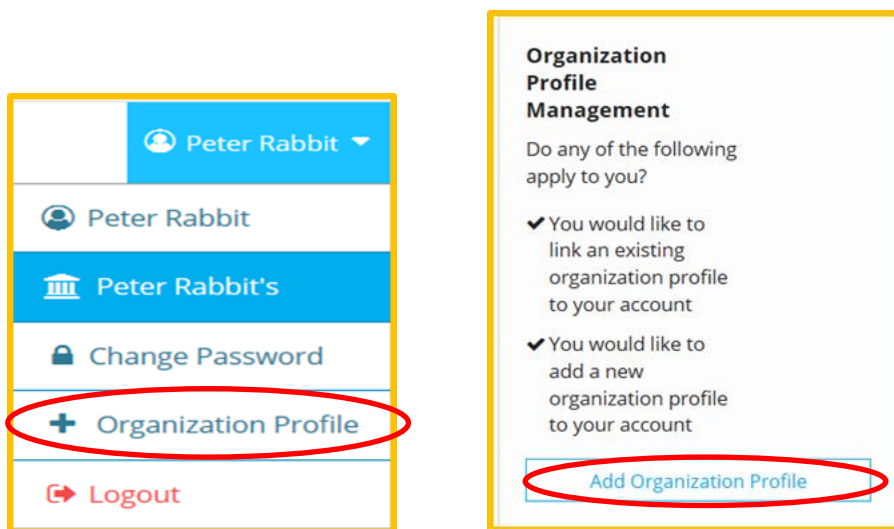 Peter Rabbit
Peter Rabbit
Peter Rabbit's
Change Password
Organization Profile
Logout
Organization
Profile
Management
Do any of the following
apply to you?
You would like to
link an existing
organization profile
to your account
You would like to
add a new
organization profile
to your account
Add Organization Profile